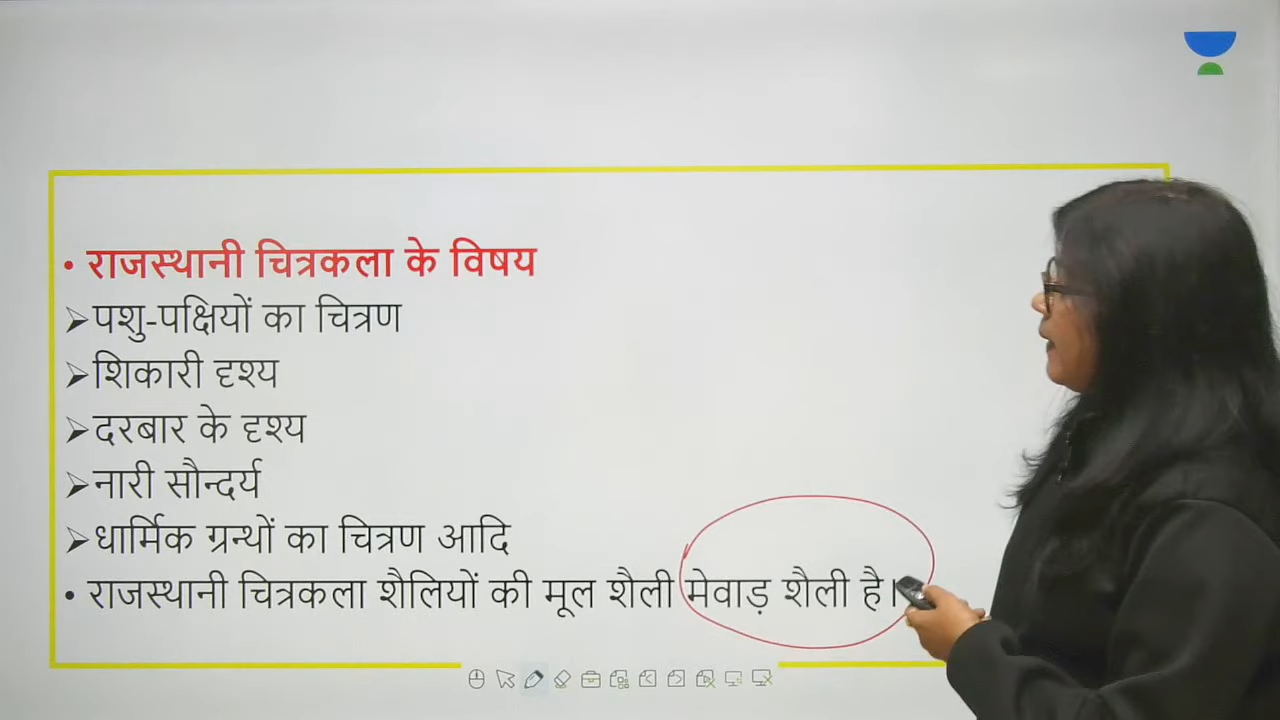 • राजस्थानी चित्रकला के विषय
➢पशु-पक्षियों का चित्रण
➢शिकारी दृश्य
➢दरबार के दृश्य
➢नारी सौन्दर्य
➢धार्मिक ग्रन्थों का चित्रण आदि
• राजस्थानी चित्रकला शैलियों की मूल शैली मेवाड़ शैली है।